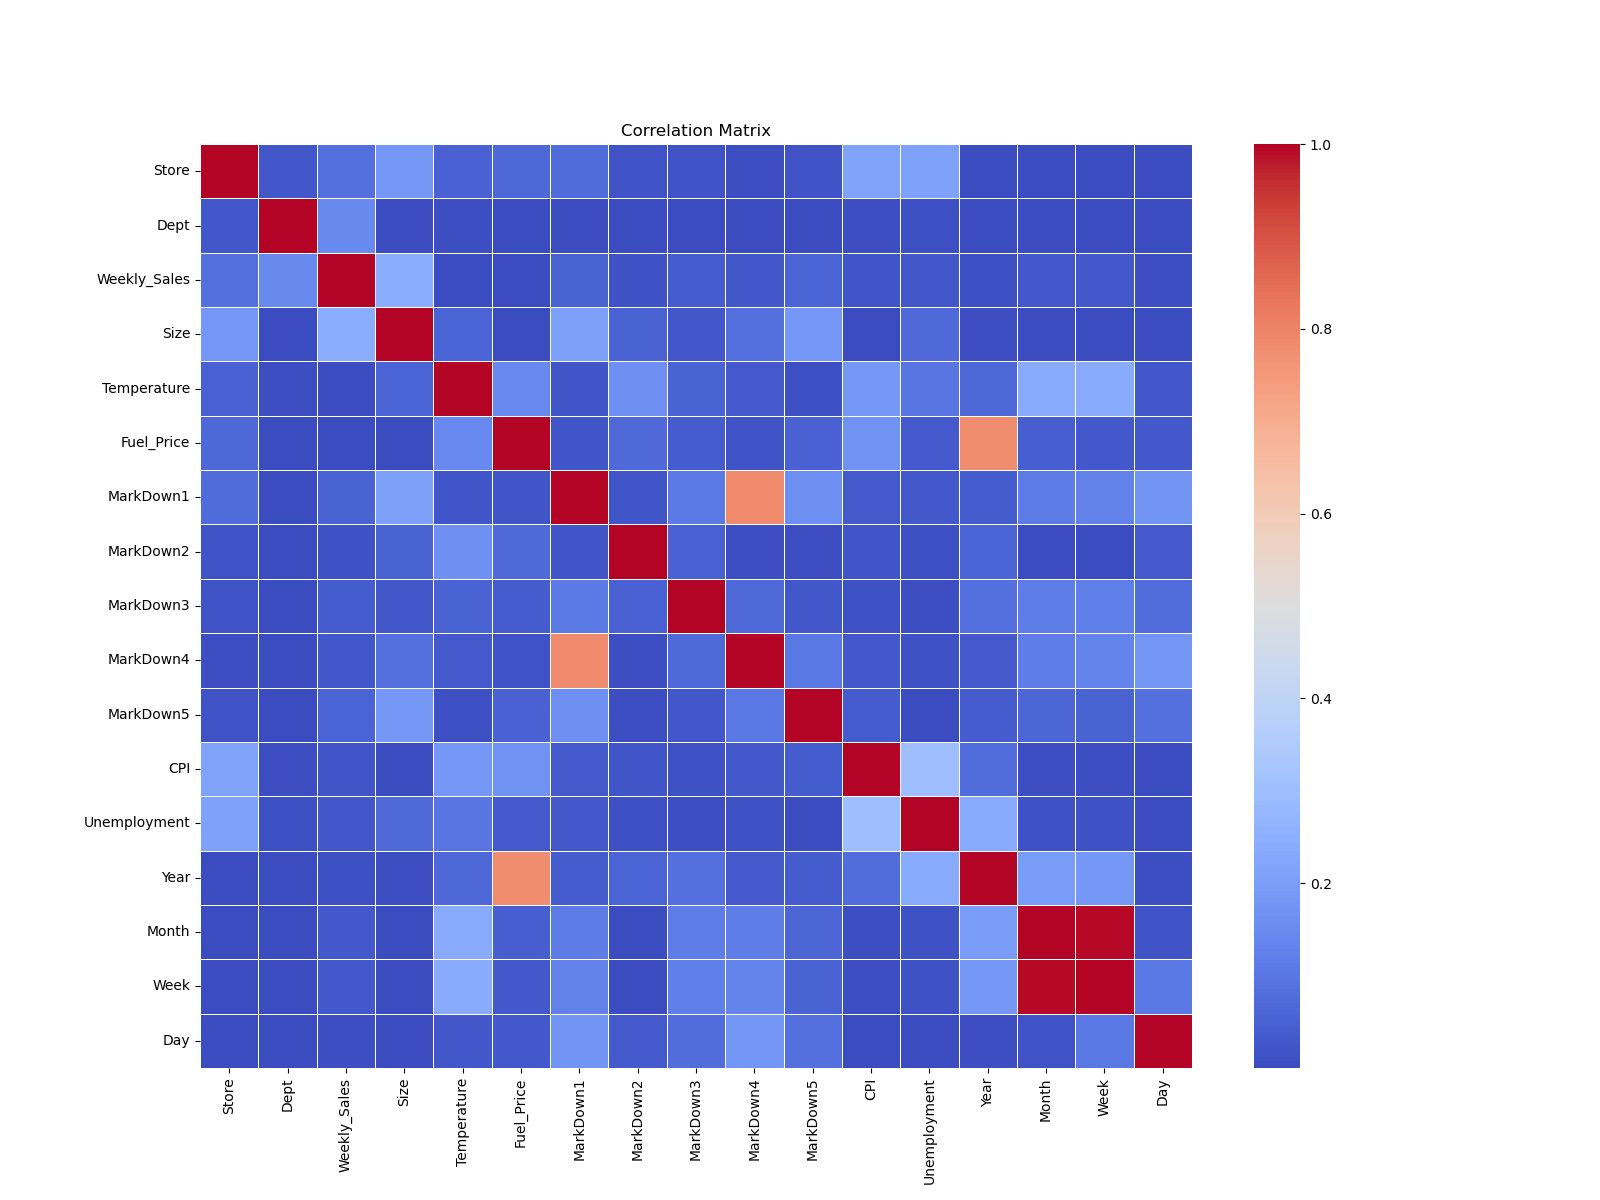 Correlation Matrix
Store
Dept
Weekly_Sales
Size
Temperature
Fuel_Price
MarkDown1
MarkDown2
MarkDown3
MarkDown4
MarkDown5
CPI
Unemployment
Year
Month
Week
Day
Store
Dept
Weekly_Sales
Size
Temperature
Fuel_Price
MarkDown1
MarkDown2
MarkDown3
MarkDown4
MarkDown5
CPI
Unemployment
Year
Month
Week
Day
1.0
0.8
0.6
0.4
0.2